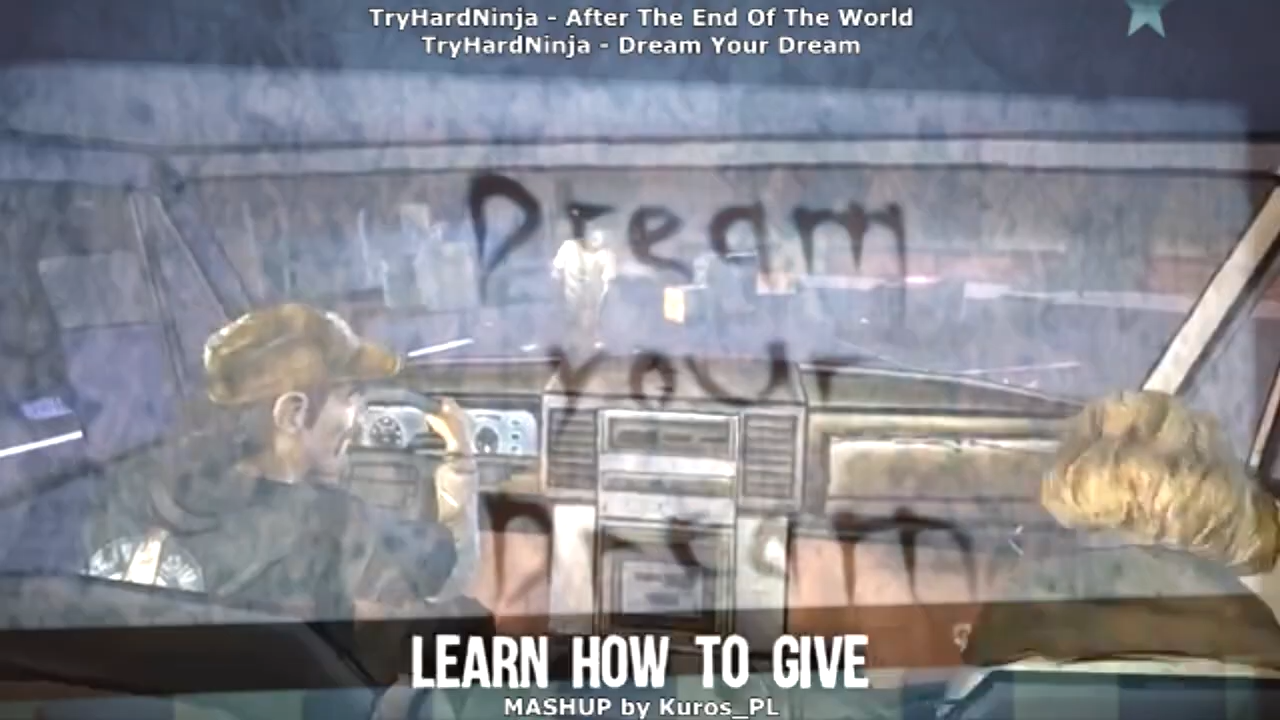 TryHardNinja - After The End Of The World
TryHardNinja - Dream Your Dream
Dream
Your
Dream
LEARN HOW TO GIVE
MASHUP by Kuros_PL